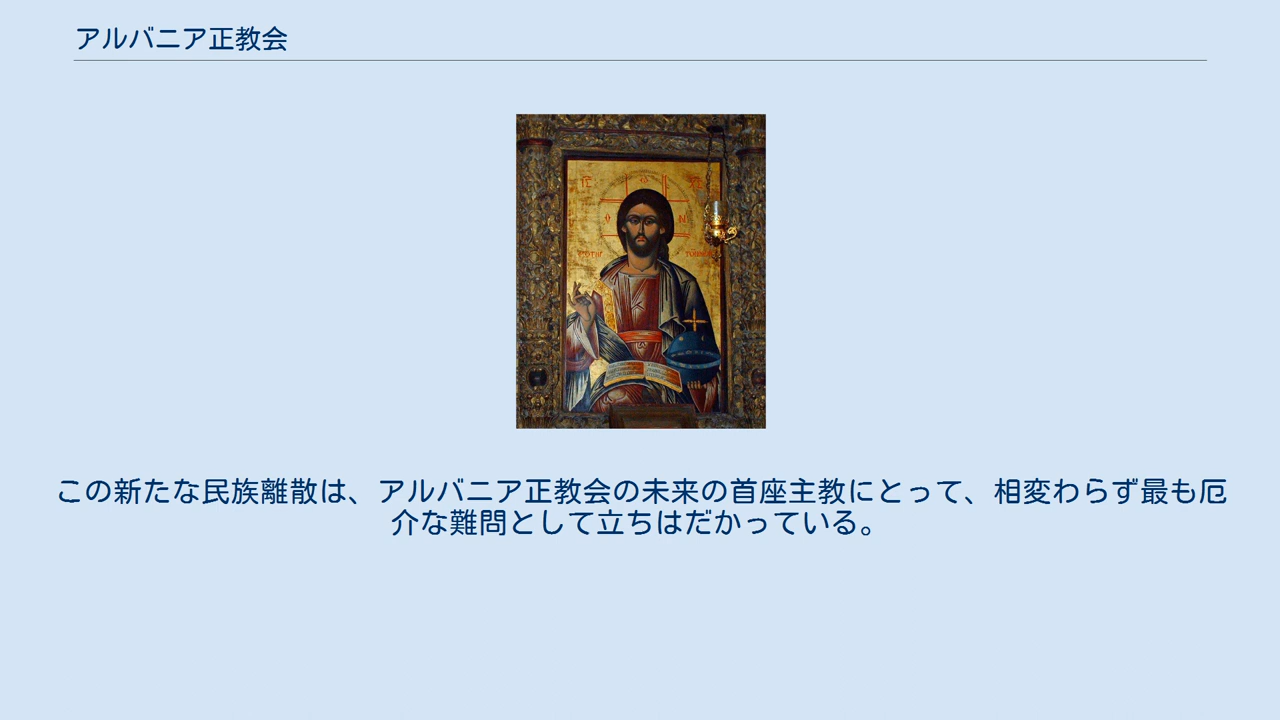 アルバニア正教会
この新たな民族離散は、アルバニア正教会の未来の首座主教にとって、相変わらず最も厄
介な難問として立ちはだかっている。